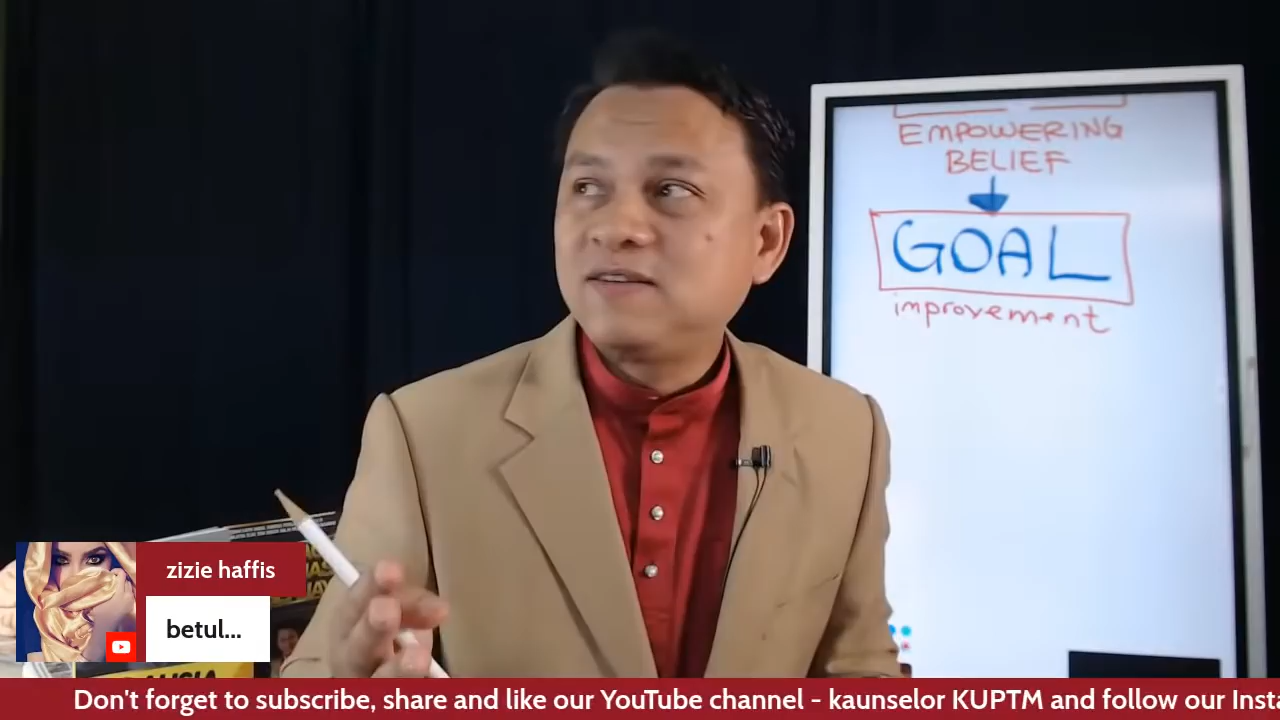 EMPOWERING
BELIEF
GOAL
improvement
zizie haffis
betul...
Don't forget to subscribe, share and like our YouTube channel - kaunselor KUPTM and follow our Insta